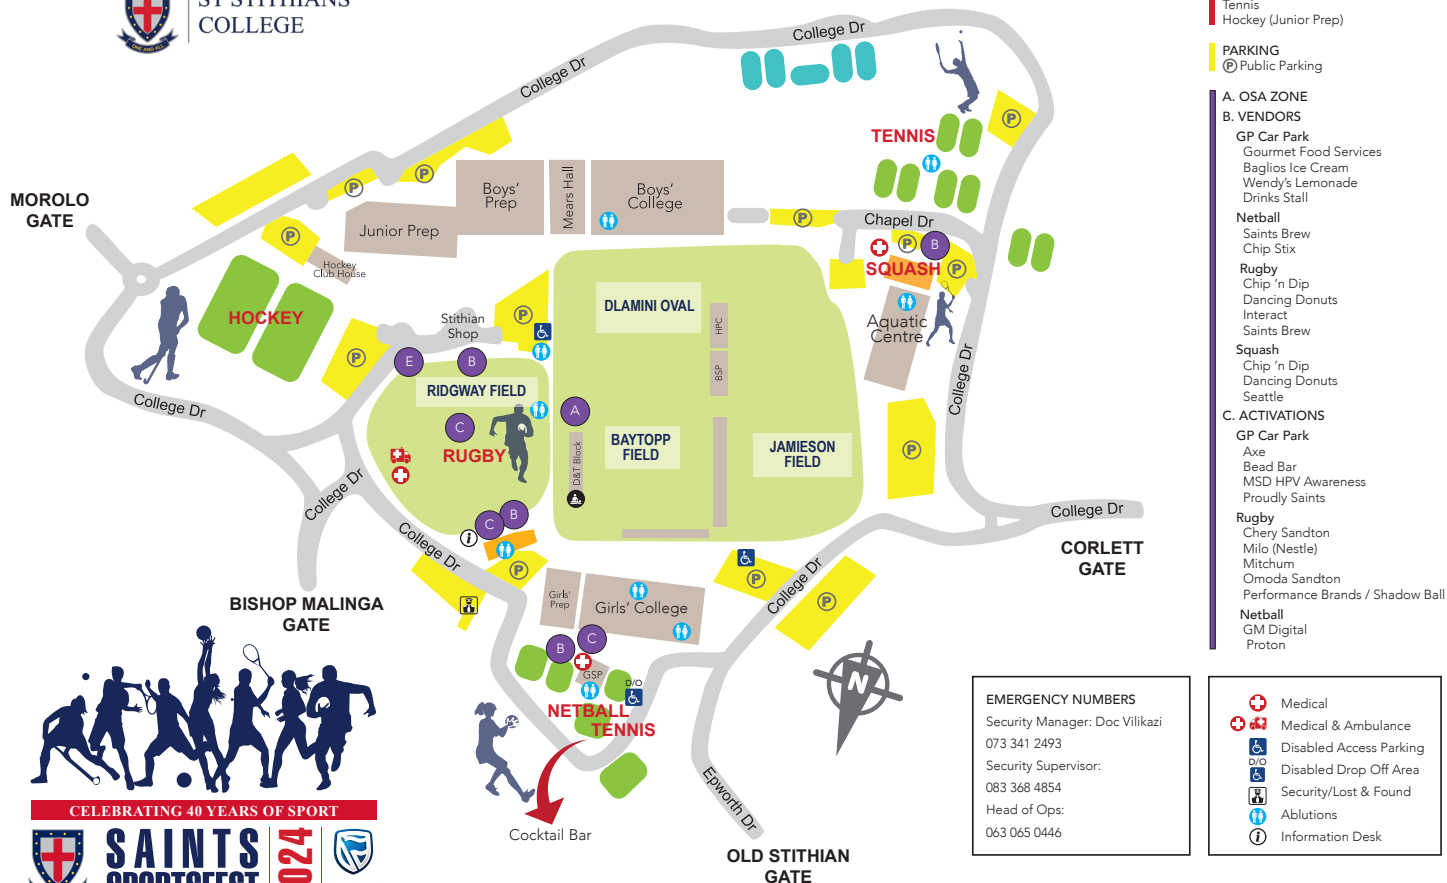 ST STITHIANS
COLLEGE
ONE AND ALL
MOROLO
GATE
College Dr
College Dr
TENNIS
Boys'
Prep
Mears Hall
Boys'
College
Junior Prep
Hockey
Club House
HOCKEY
Chapel Dr
B
SQUASH
Aquatic
Centre
DLAMINI OVAL
HPC
BSP
Stithian
Shop
E
B
RIDGWAY FIELD
C
RUGBY
A
D&T Block
BAYTOPP
FIELD
JAMIESON
FIELD
College Dr
College Dr
College Dr
College Dr
B
C
i
College Dr
CORLETT
GATE
BISHOP MALINGA
GATE
Girls'
Prep
Girls' College
College Dr
B
C
GSP
D/O
NETBALL
TENNIS
N
Cocktail Bar
Epworth Dr
OLD STITHIAN
GATE
P
P
P
P
P
P
P
P
P
P
P
P
CELEBRATING 40 YEARS OF SPORT
SAINTS
SPORTSFEST
024
Tennis
Hockey (Junior Prep)
PARKING
P Public Parking
A. OSA ZONE
B. VENDORS
GP Car Park
Gourmet Food Services
Baglios Ice Cream
Wendy's Lemonade
Drinks Stall
Netball
Saints Brew
Chip Stix
Rugby
Chip 'n Dip
Dancing Donuts
Interact
Saints Brew
Squash
Chip 'n Dip
Dancing Donuts
Seattle
C. ACTIVATIONS
GP Car Park
Axe
Bead Bar
MSD HPV Awareness
Proudly Saints
Rugby
Chery Sandton
Milo (Nestle)
Mitchum
Omoda Sandton
Performance Brands / Shadow Ball
Netball
GM Digital
Proton
EMERGENCY NUMBERS
Security Manager: Doc Vilikazi
073 341 2493
Security Supervisor:
083 368 4854
Head of Ops:
063 065 0446
Medical
Medical & Ambulance
Disabled Access Parking
D/O
Disabled Drop Off Area
Security/Lost & Found
Ablutions
i Information Desk